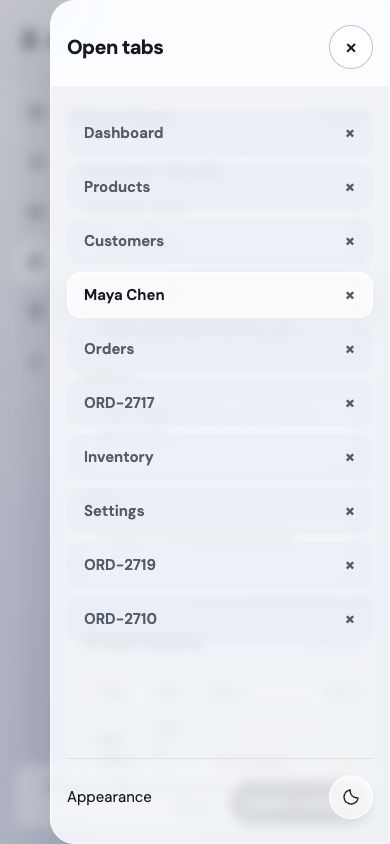 Open tabs
Dashboard
Products
Customers
Maya Chen
Orders
ORD-2717
Inventory
Settings
ORD-2719
ORD-2710
Appearance